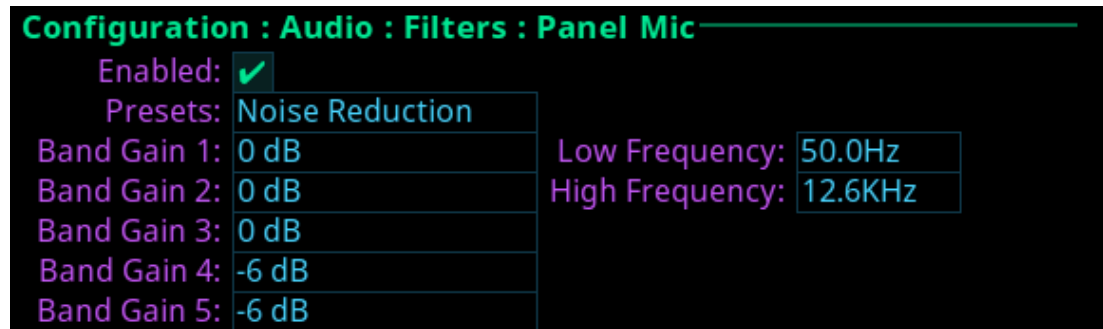 Configuration : Audio : Filters : Panel Mic
Enabled: ✔
Presets: Noise Reduction
Band Gain 1: 0 dB Low Frequency: 50.0Hz
Band Gain 2: 0 dB High Frequency: 12.6KHz
Band Gain 3: 0 dB
Band Gain 4: -6 dB
Band Gain 5: -6 dB